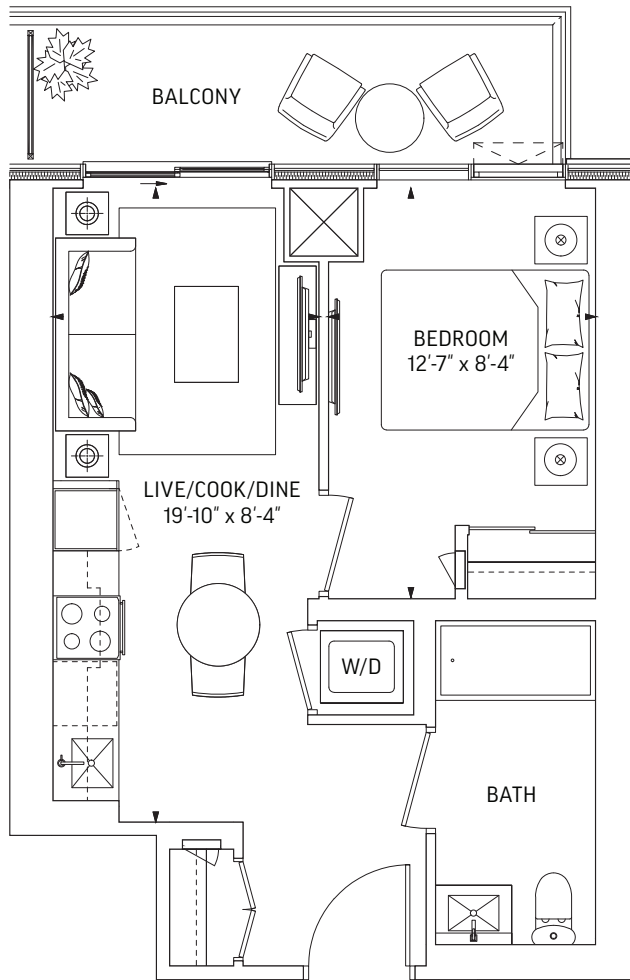 BALCONY
BEDROOM
12'-7" x 8'-4"
LIVE/COOK/DINE
19'-10" x 8'-4"
W/D
BATH